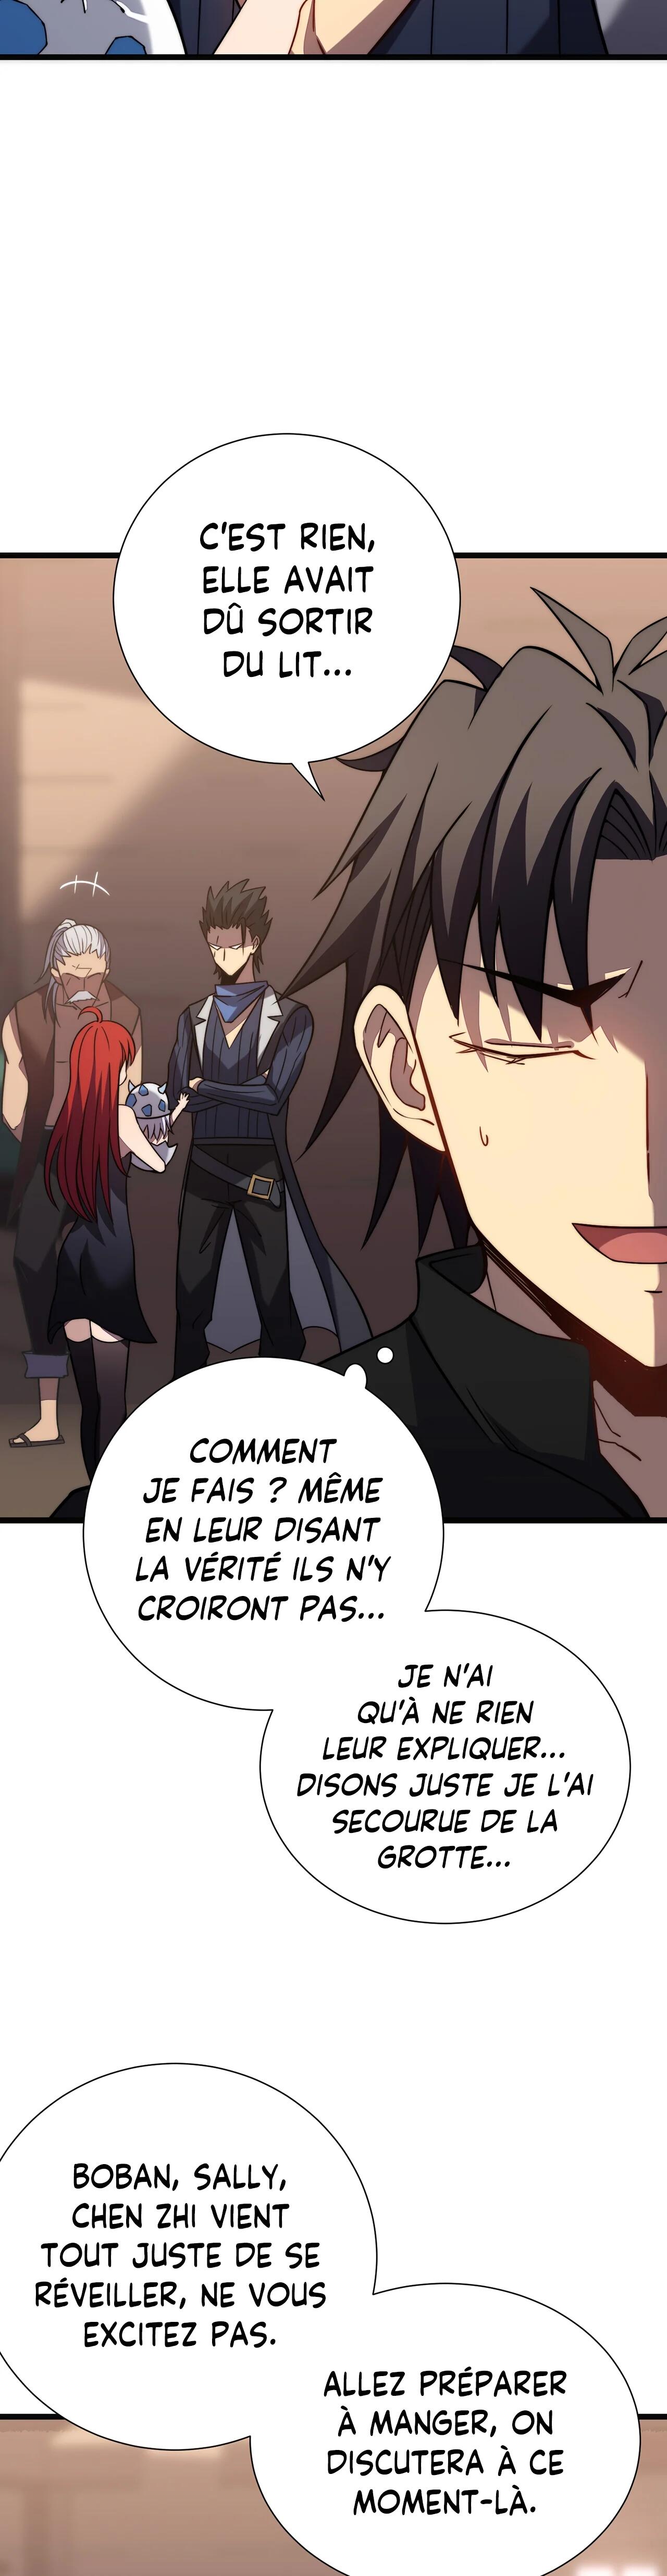 C'EST RIEN,
ELLE AVAIT
DÛ SORTIR
DU LIT...
COMMENT
JE FAIS ? MÊME
EN LEUR DISANT
LA VÉRITÉ ILS N'Y
CROIRONT PAS...
JE N'AI
QU'À NE RIEN
LEUR EXPLIQUER...
DISONS JUSTE JE L'AI
SECOURUE DE LA
GROTTE...
BOBAN, SALLY,
CHEN ZHI VIENT
TOUT JUSTE DE SE
RÉVEILLER, NE VOUS
EXCITEZ PAS.
ALLEZ PRÉPARER
À MANGER, ON
DISCUTERA À CE
MOMENT-LÀ.